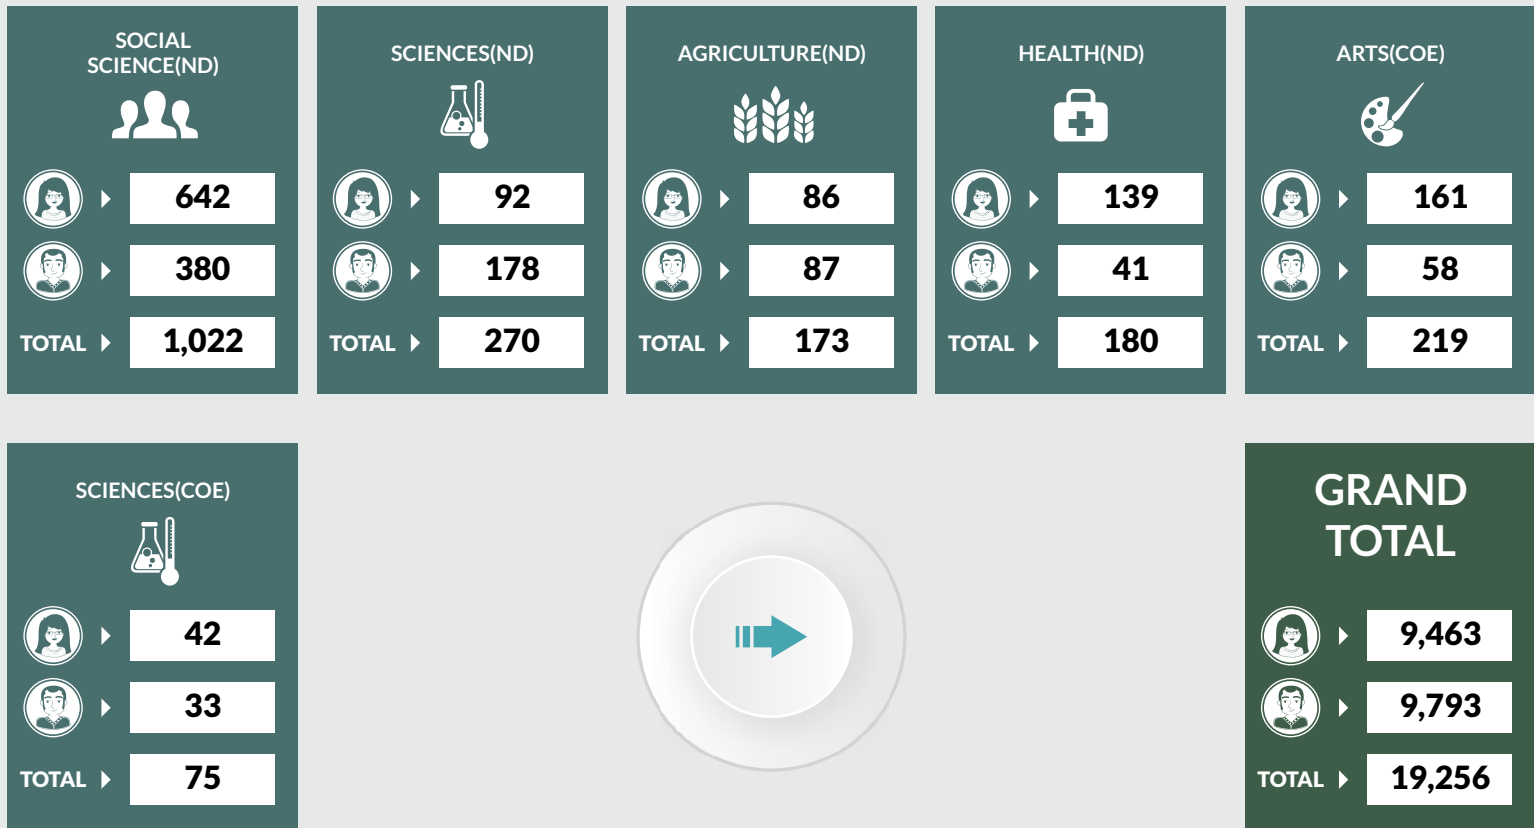 SOCIAL
SCIENCE(ND)
642
380
TOTAL 1,022
SCIENCES(ND)
92
178
TOTAL 270
AGRICULTURE(ND)
86
87
TOTAL 173
HEALTH(ND)
139
41
TOTAL 180
ARTS(COE)
161
58
TOTAL 219
SCIENCES(COE)
42
33
TOTAL 75
GRAND
TOTAL
9,463
9,793
TOTAL 19,256